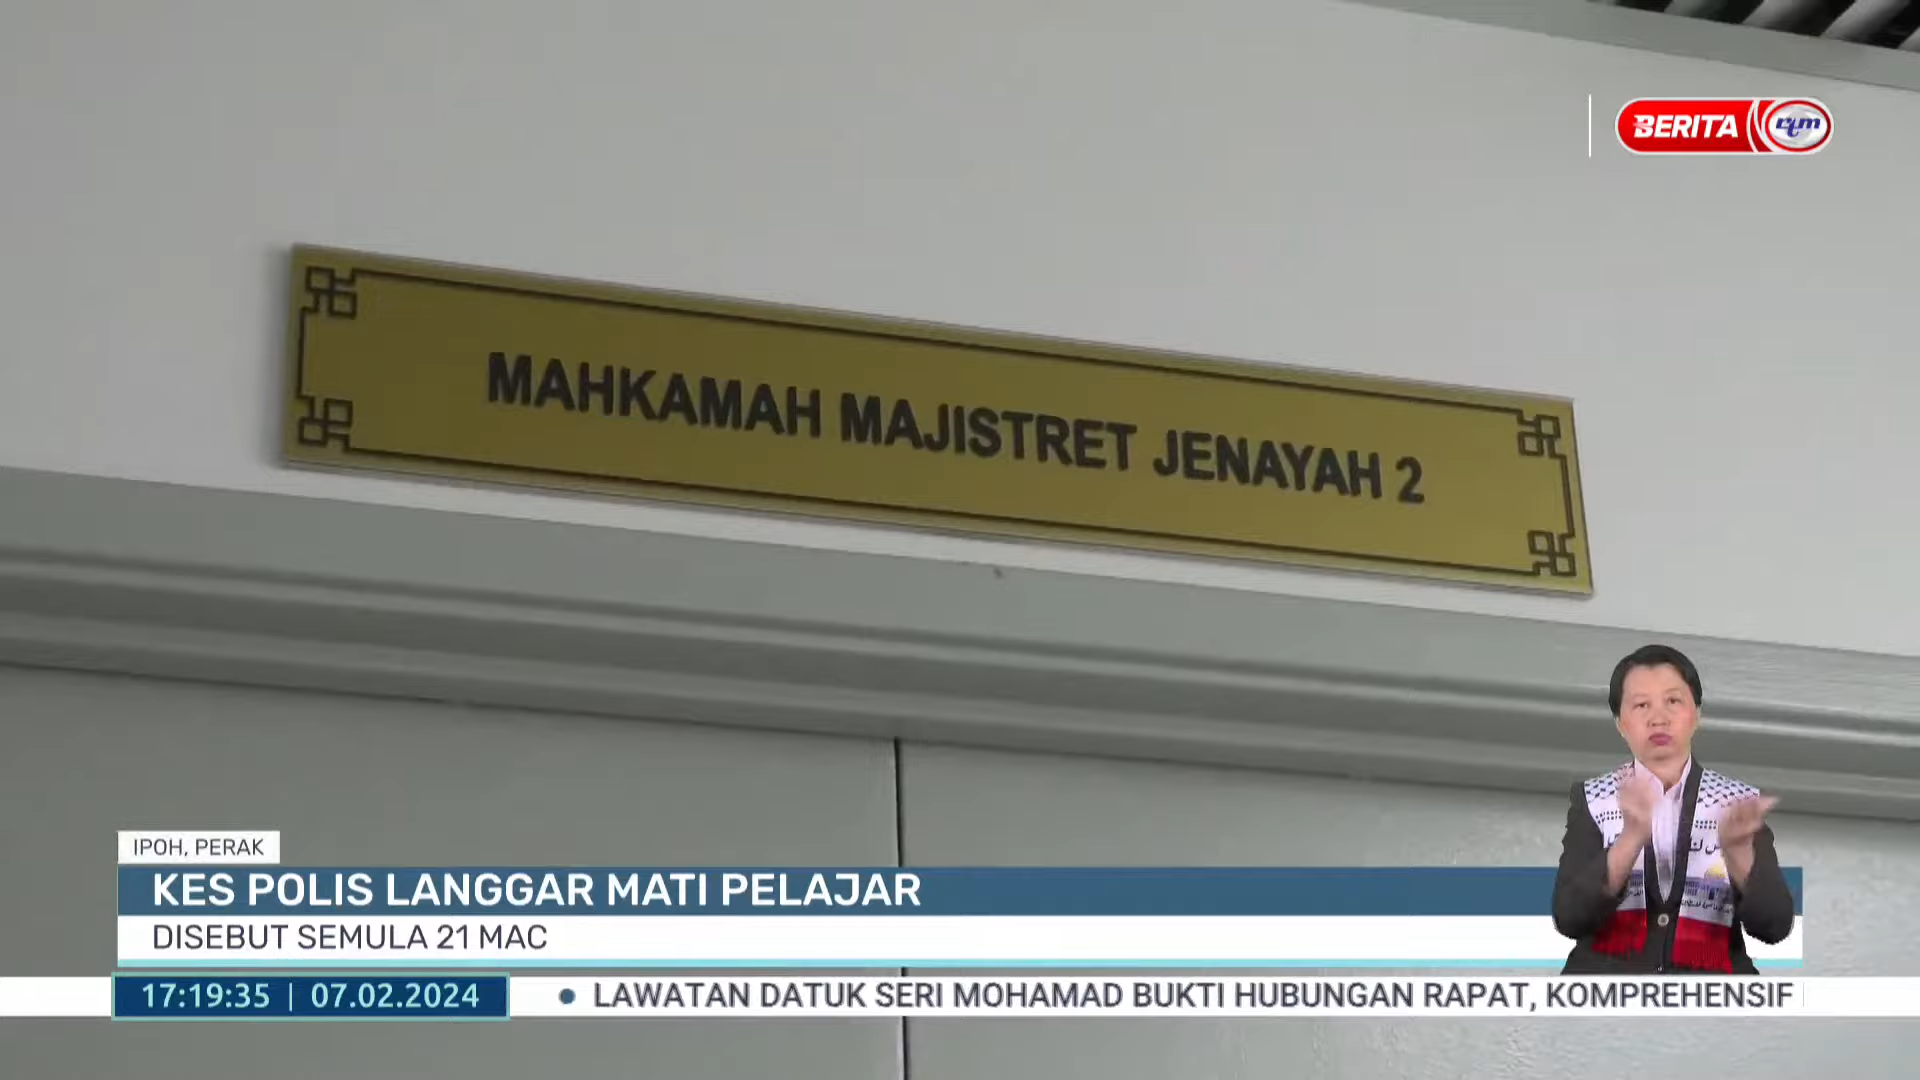 BERITA rtm
MAHKAMAH MAJISTRET JENAYAH 2
IPOH, PERAK
KES POLIS LANGGAR MATI PELAJAR
DISEBUT SEMULA 21 MAC
17:19:35 | 07.02.2024 • LAWATAN DATUK SERI MOHAMAD BUKTI HUBUNGAN RAPAT, KOMPREHENSIF